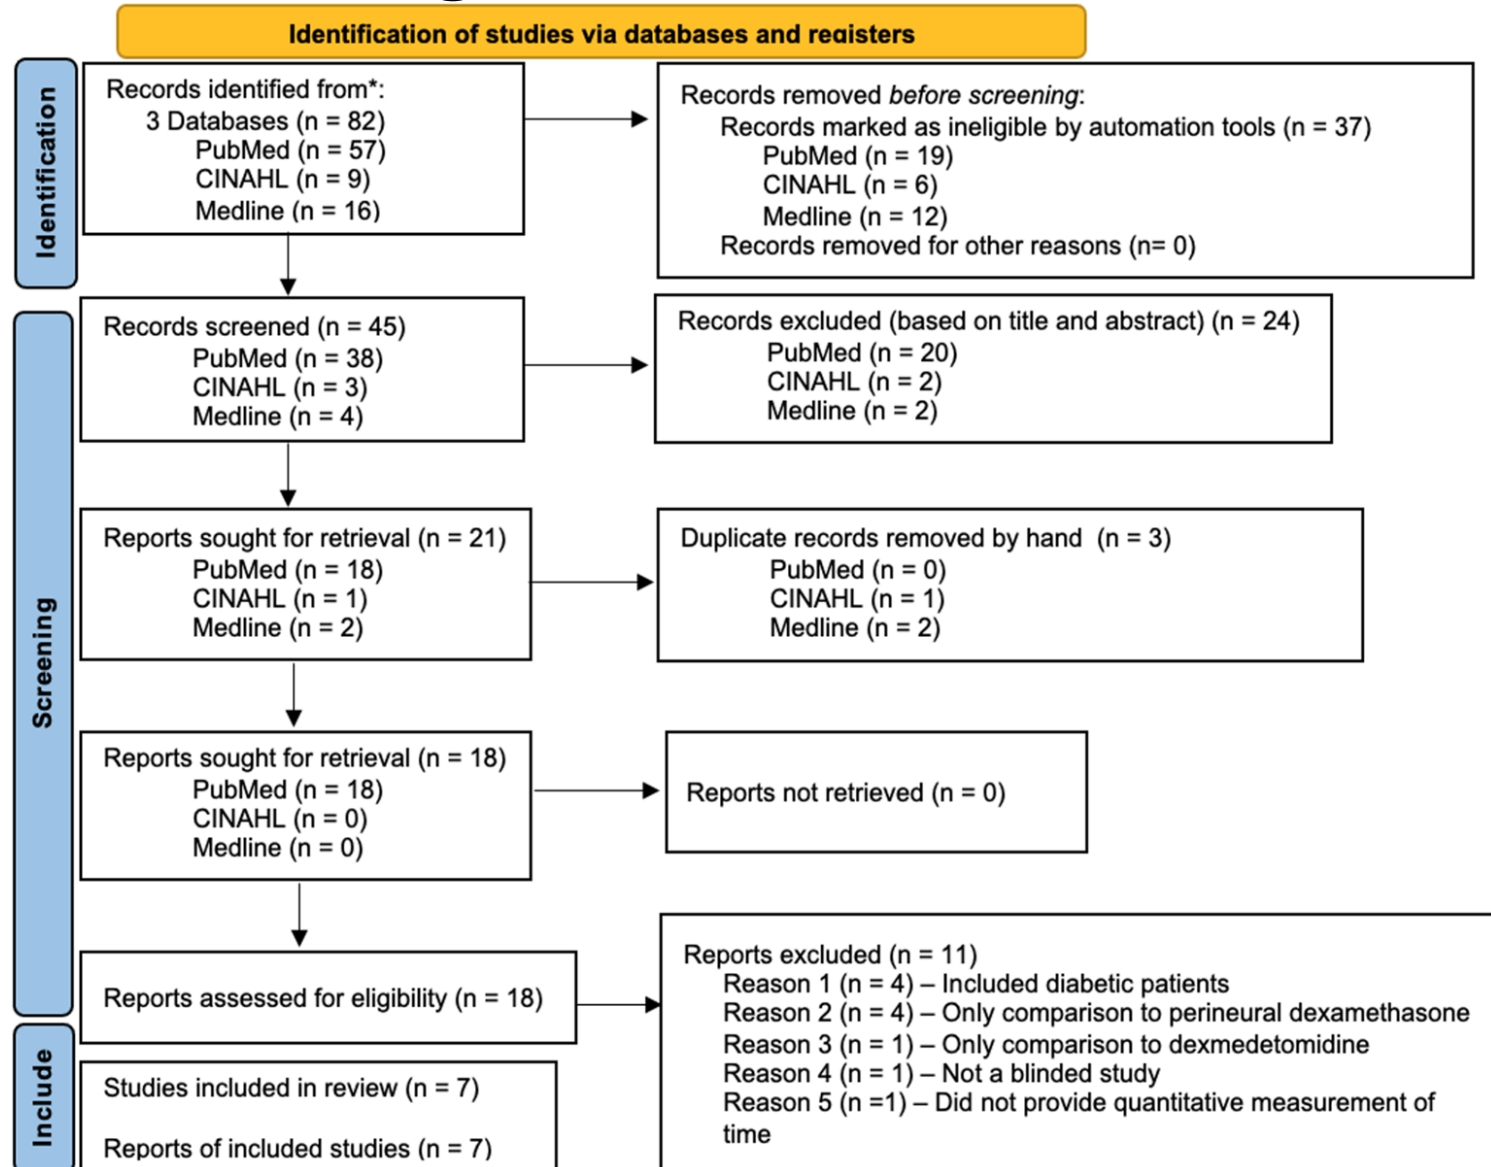 Identification of studies via databases and registers
Identification
Records identified from*:
3 Databases (n = 82)
PubMed (n = 57)
CINAHL (n = 9)
Medline (n = 16)
Records removed before screening:
Records marked as ineligible by automation tools (n = 37)
PubMed (n = 19)
CINAHL (n = 6)
Medline (n = 12)
Records removed for other reasons (n= 0)
Screening
Records screened (n = 45)
PubMed (n = 38)
CINAHL (n = 3)
Medline (n = 4)
Records excluded (based on title and abstract) (n = 24)
PubMed (n = 20)
CINAHL (n = 2)
Medline (n = 2)
Reports sought for retrieval (n = 21)
PubMed (n = 18)
CINAHL (n = 1)
Medline (n = 2)
Duplicate records removed by hand (n = 3)
PubMed (n = 0)
CINAHL (n = 1)
Medline (n = 2)
Reports sought for retrieval (n = 18)
PubMed (n = 18)
CINAHL (n = 0)
Medline (n = 0)
Reports not retrieved (n = 0)
Reports assessed for eligibility (n = 18)
Reports excluded (n = 11)
Reason 1 (n = 4) – Included diabetic patients
Reason 2 (n = 4) – Only comparison to perineural dexamethasone
Reason 3 (n = 1) – Only comparison to dexmedetomidine
Reason 4 (n = 1) – Not a blinded study
Reason 5 (n =1) – Did not provide quantitative measurement of
time
Include
Studies included in review (n = 7)
Reports of included studies (n = 7)